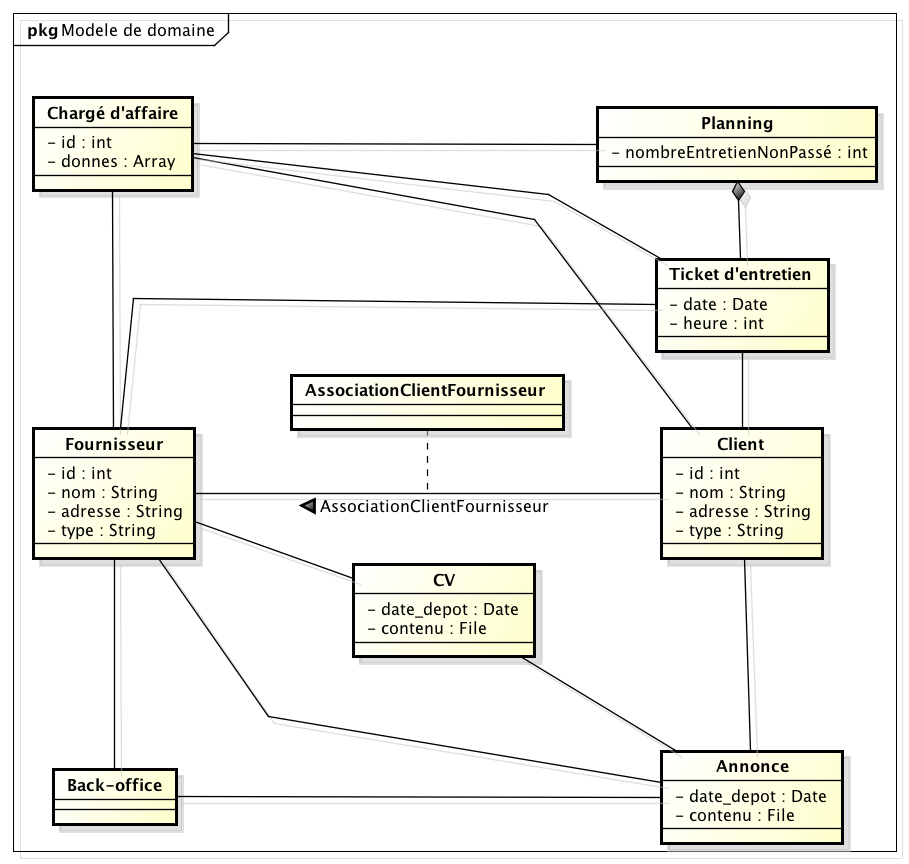 pkg Modele de domaine
Chargé d'affaire
- id : int
- donnes : Array
Planning
- nombreEntretienNonPassé : int
Ticket d'entretien
- date : Date
- heure : int
AssociationClientFournisseur
Fournisseur
- id : int
- nom : String
- adresse : String
- type : String
AssociationClientFournisseur
Client
- id : int
- nom : String
- adresse : String
- type : String
CV
- date_depot : Date
- contenu : File
Back-office
Annonce
- date_depot : Date
- contenu : File